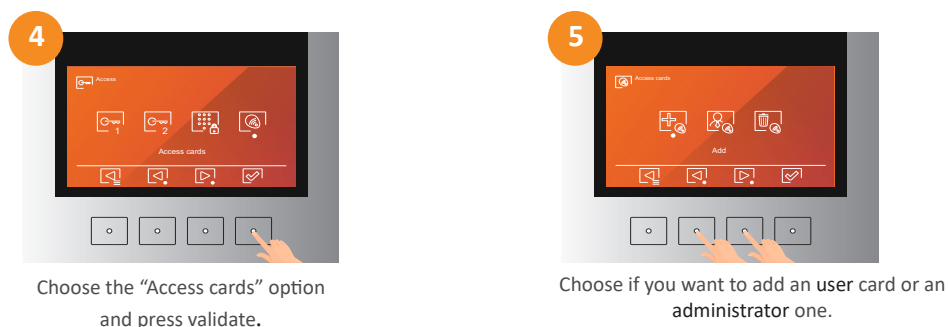 4
Access
1
2
Access cards
Choose the “Access cards” option
and press validate.
5
Access cards
Add
Choose if you want to add an user card or an
administrator one.